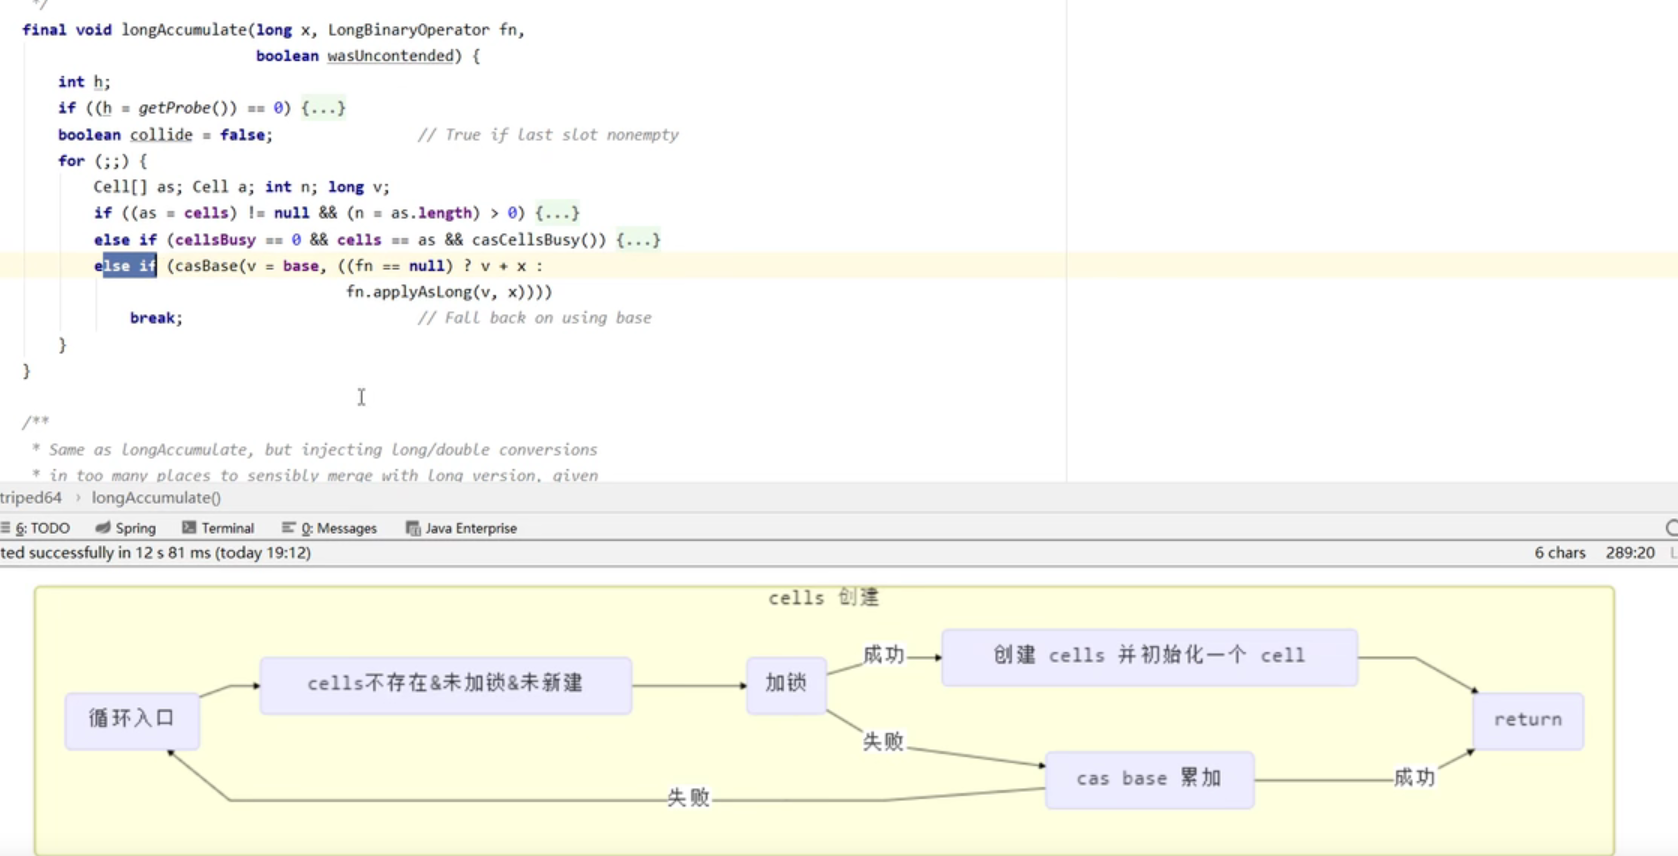 */
final void longAccumulate(long x, LongBinaryOperator fn,
boolean wasUncontended) {
int h;
if ((h = getProbe()) == 0) {...}
boolean collide = false; // True if last slot nonempty
for (;;) {
Cell[] as; Cell a; int n; long v;
if ((as = cells) != null && (n = as.length) > 0) {...}
else if (cellsBusy == 0 && cells == as && casCellsBusy()) {...}
else if (casBase(v = base, ((fn == null) ? v + x :
fn.applyAsLong(v, x))))
break; // Fall back on using base
}
}
/**
* Same as longAccumulate, but injecting long/double conversions
* in too many places to sensibly merge with long version, given
triped64 › longAccumulate()
6: TODO Spring Terminal 0: Messages Java Enterprise
ted successfully in 12 s 81 ms (today 19:12) 6 chars 289:20 L
cells 创建
成功
创建 cells 并初始化一个 cell
cells不存在&未加锁&未新建
加锁
循环入口
return
失败
cas base 累加
成功
失败